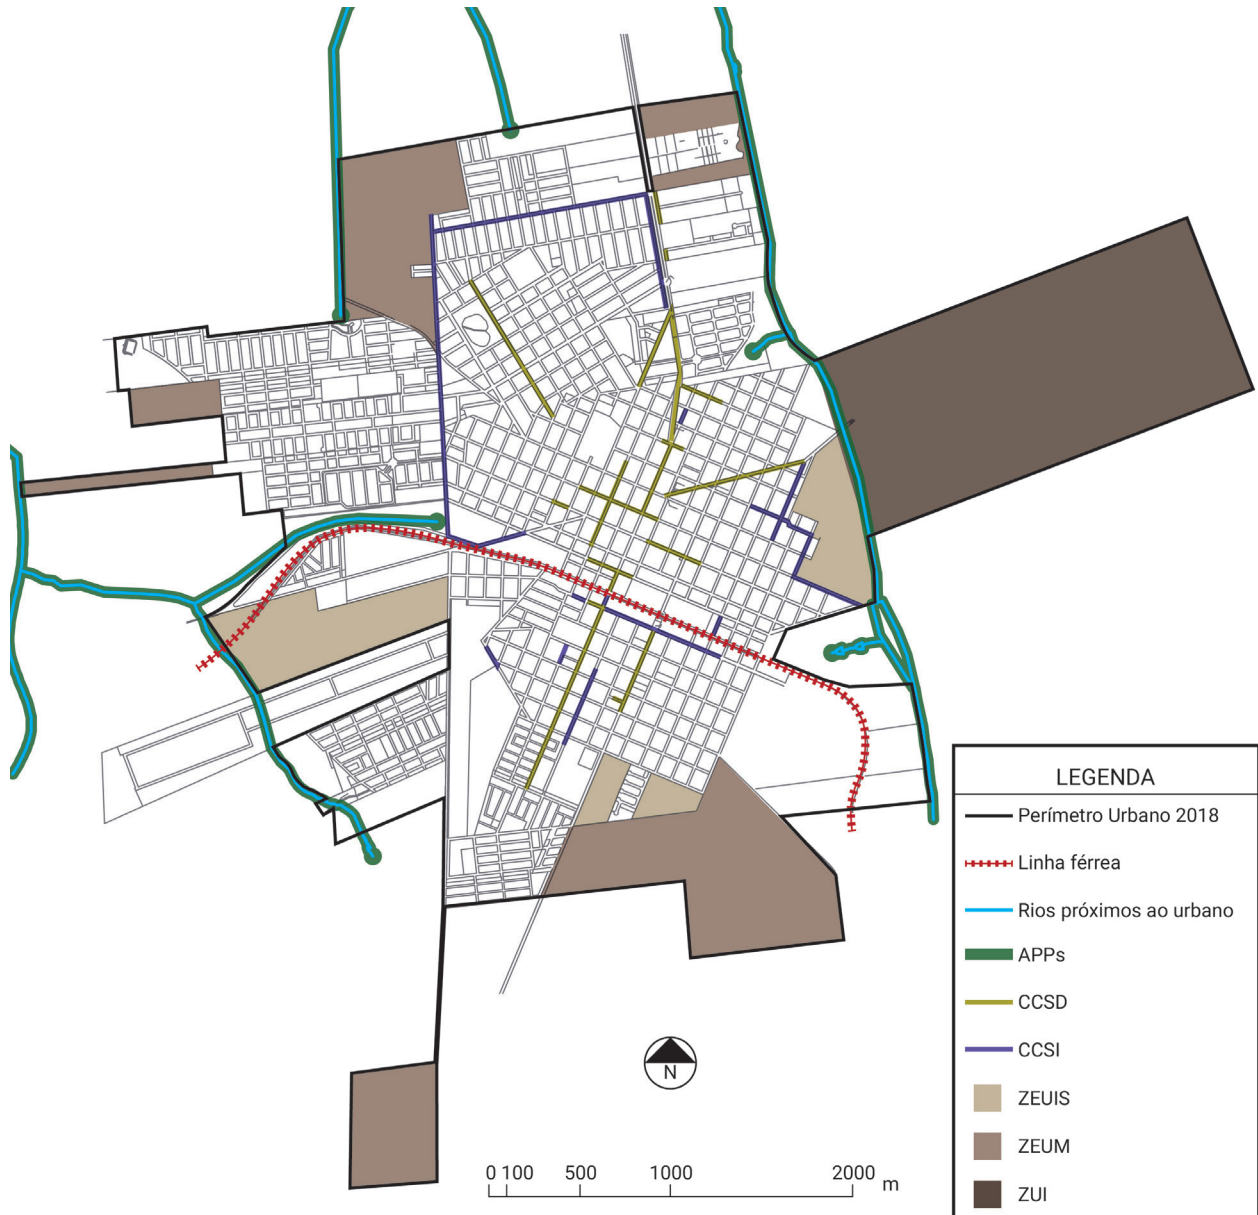 LEGENDA
Perímetro Urbano 2018
Linha férrea
Rios próximos ao urbano
APPs
CCSD
CCSI
ZEUIS
ZEUM
ZUI
N
0 100 500 1000 2000 m